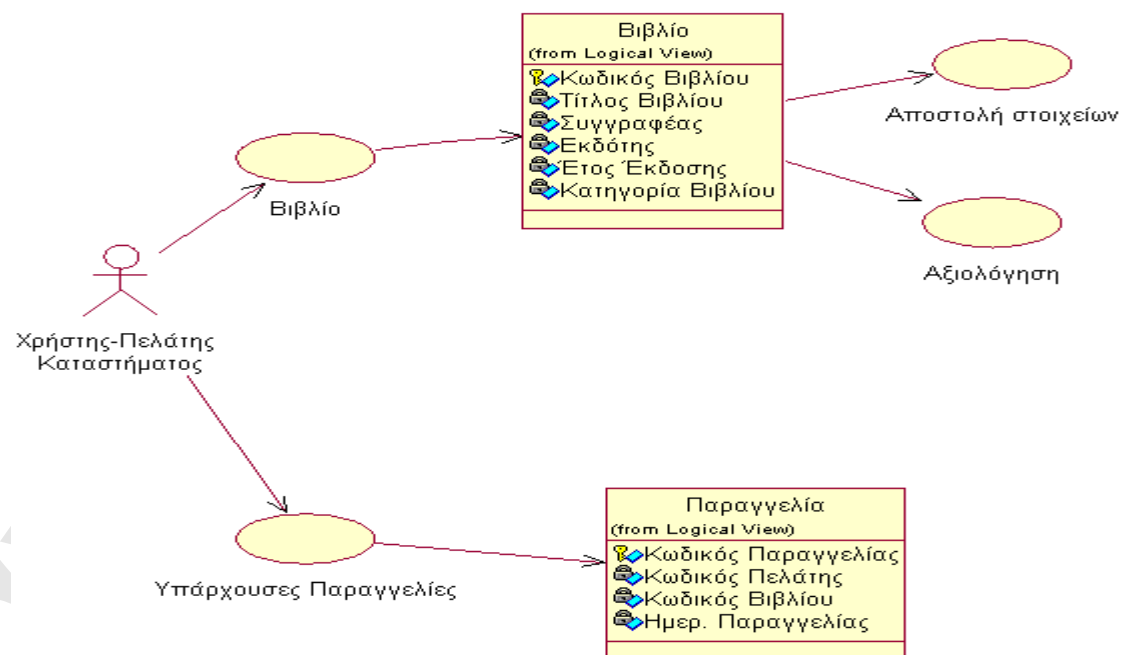 Βιβλίο
(from Logical View)
Κωδικός Βιβλίου
Τίτλος Βιβλίου
Συγγραφέας
Εκδότης
Έτος Έκδοσης
Κατηγορία Βιβλίου
Αποστολή στοιχείων
Αξιολόγηση
Βιβλίο
Χρήστης-Πελάτης
Καταστήματος
Υπάρχουσες Παραγγελίες
Παραγγελία
(from Logical View)
Κωδικός Παραγγελίας
Κωδικός Πελάτης
Κωδικός Βιβλίου
Ημερ. Παραγγελίας